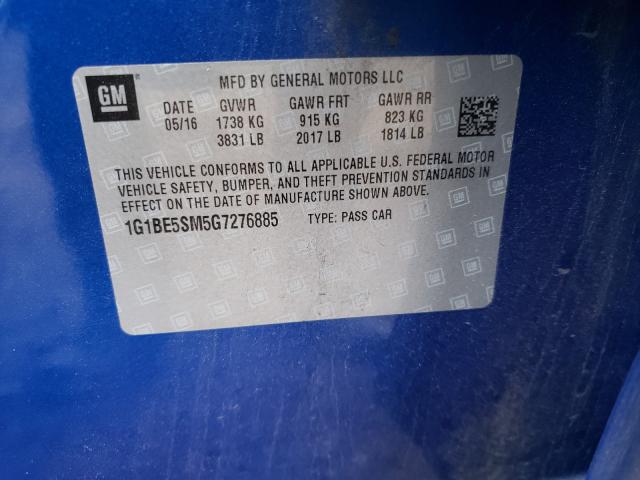 GM
MFD BY GENERAL MOTORS LLC
DATE GVWR GAWR FRT GAWR RR
05/16 1738 KG 915 KG 823 KG
3831 LB 2017 LB 1814 LB
THIS VEHICLE CONFORMS TO ALL APPLICABLE U.S. FEDERAL MOTOR
VEHICLE SAFETY, BUMPER, AND THEFT PREVENTION STANDARDS IN
EFFECT ON THE DATE OF MANUFACTURE SHOWN ABOVE.
1G1BE5SM5G7276885 TYPE: PASS CAR